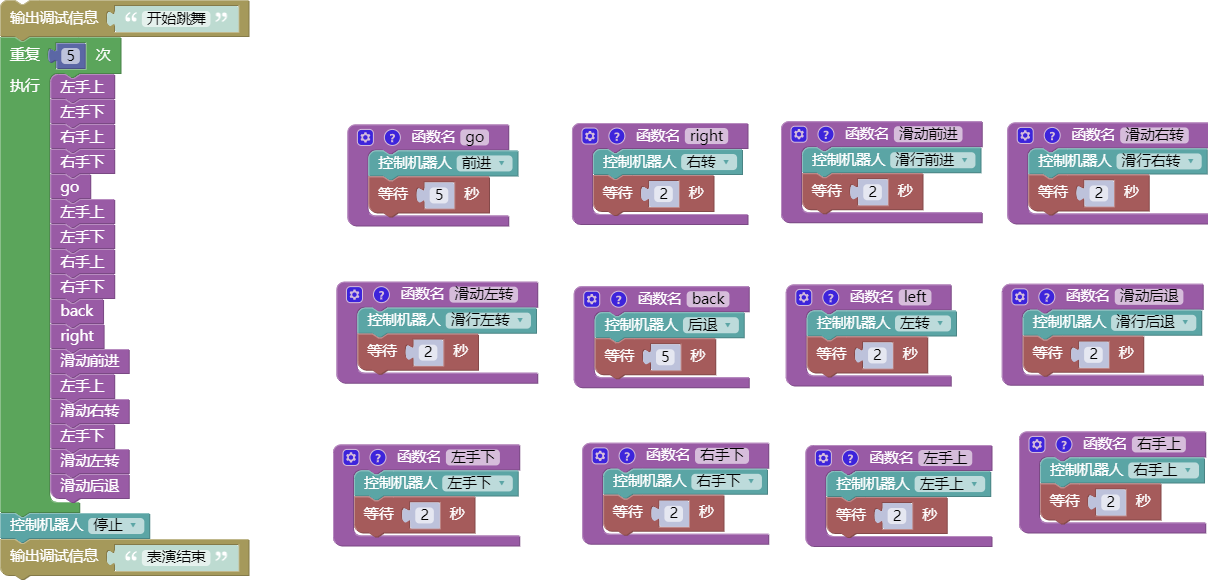 输出调试信息 “ 开始跳舞 ”
重复 5 次
执行
左手上
左手下
右手上
右手下
go
左手上
左手下
右手上
右手下
back
right
滑动前进
左手上
滑动右转
左手下
滑动左转
滑动后退
控制机器人 停止
输出调试信息 “ 表演结束 ”
? 函数名 go
控制机器人 前进
等待 5 秒
? 函数名 right
控制机器人 右转
等待 2 秒
? 函数名 滑动前进
控制机器人 滑行前进
等待 2 秒
? 函数名 滑动右转
控制机器人 滑行右转
等待 2 秒
? 函数名 滑动左转
控制机器人 滑行左转
等待 2 秒
? 函数名 back
控制机器人 后退
等待 5 秒
? 函数名 left
控制机器人 左转
等待 2 秒
? 函数名 滑动后退
控制机器人 滑行后退
等待 2 秒
? 函数名 左手下
控制机器人 左手下
等待 2 秒
? 函数名 右手下
控制机器人 右手下
等待 2 秒
? 函数名 左手上
控制机器人 左手上
等待 2 秒
? 函数名 右手上
控制机器人 右手上
等待 2 秒